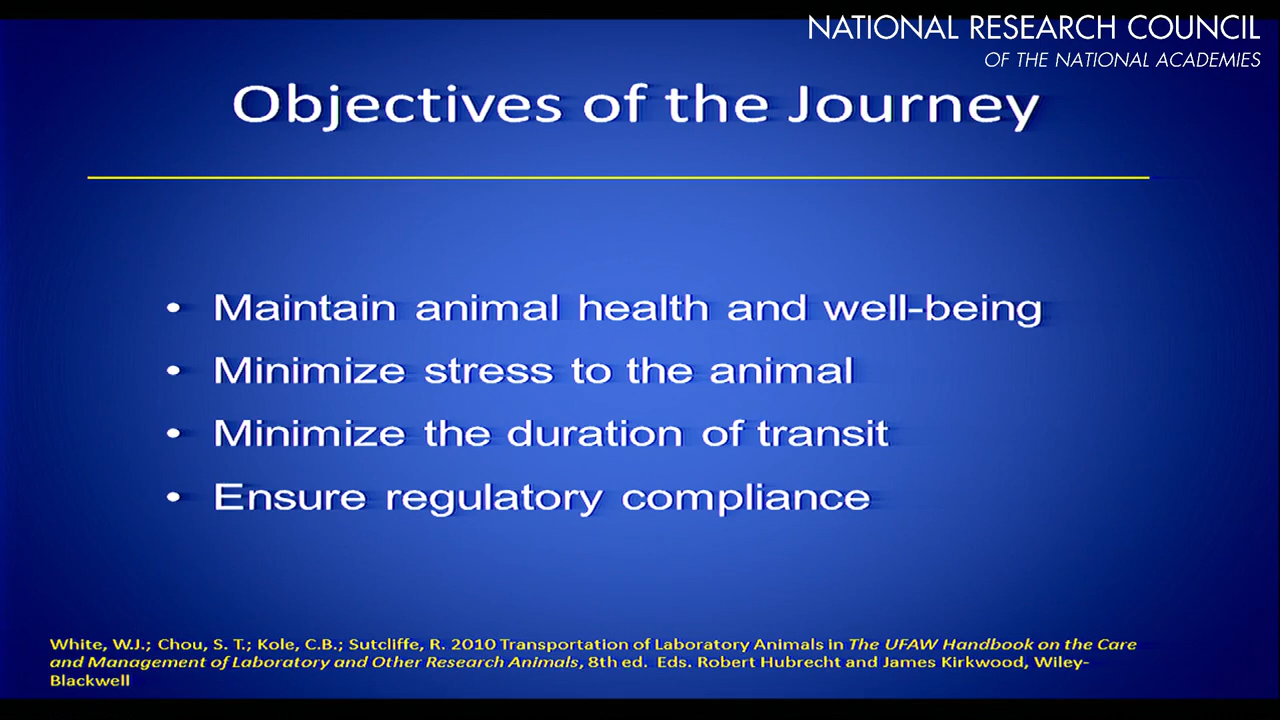 NATIONAL RESEARCH COUNCIL
OF THE NATIONAL ACADEMIES
Objectives of the Journey
• Maintain animal health and well-being
• Minimize stress to the animal
• Minimize the duration of transit
• Ensure regulatory compliance
White, W.J.; Chou, S. T.; Kole, C.B.; Sutcliffe, R. 2010 Transportation of Laboratory Animals in The UFAW Handbook on the Care
and Management of Laboratory and Other Research Animals, 8th ed. Eds. Robert Hubrecht and James Kirkwood, Wiley-
Blackwell